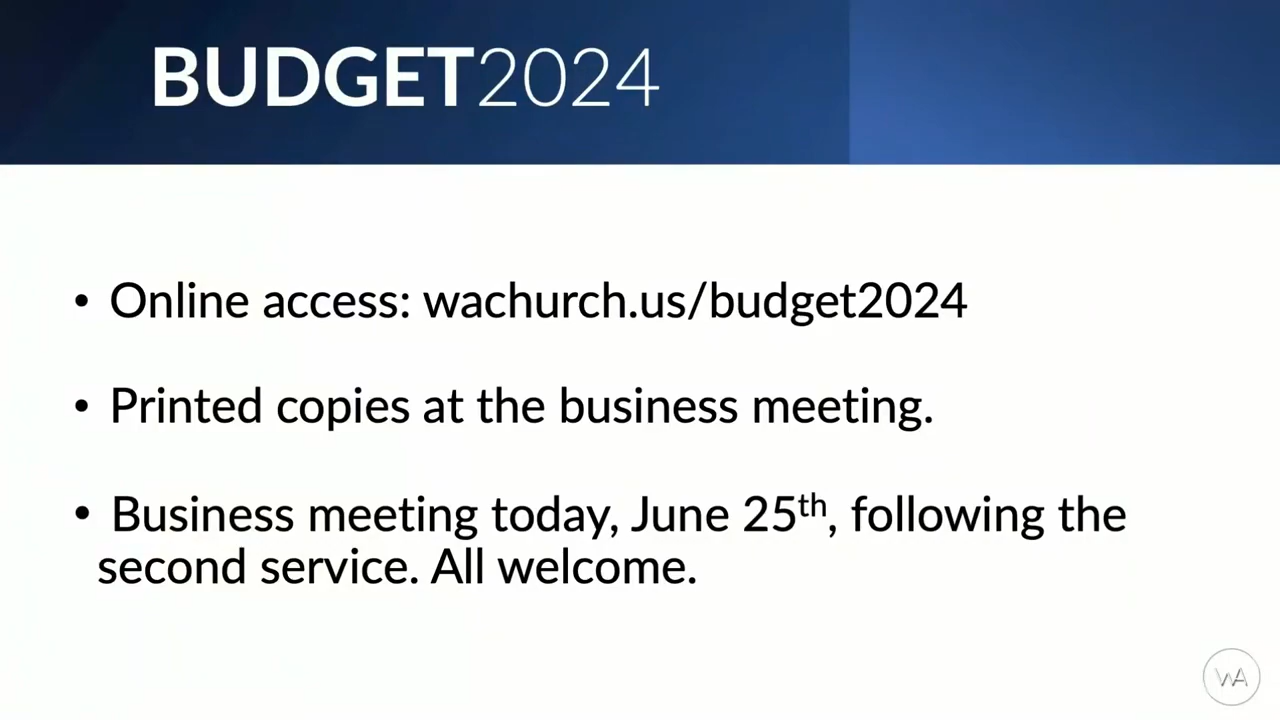 BUDGET2024
• Online access: wachurch.us/budget2024
• Printed copies at the business meeting.
• Business meeting today, June 25th, following the
second service. All welcome.
WA